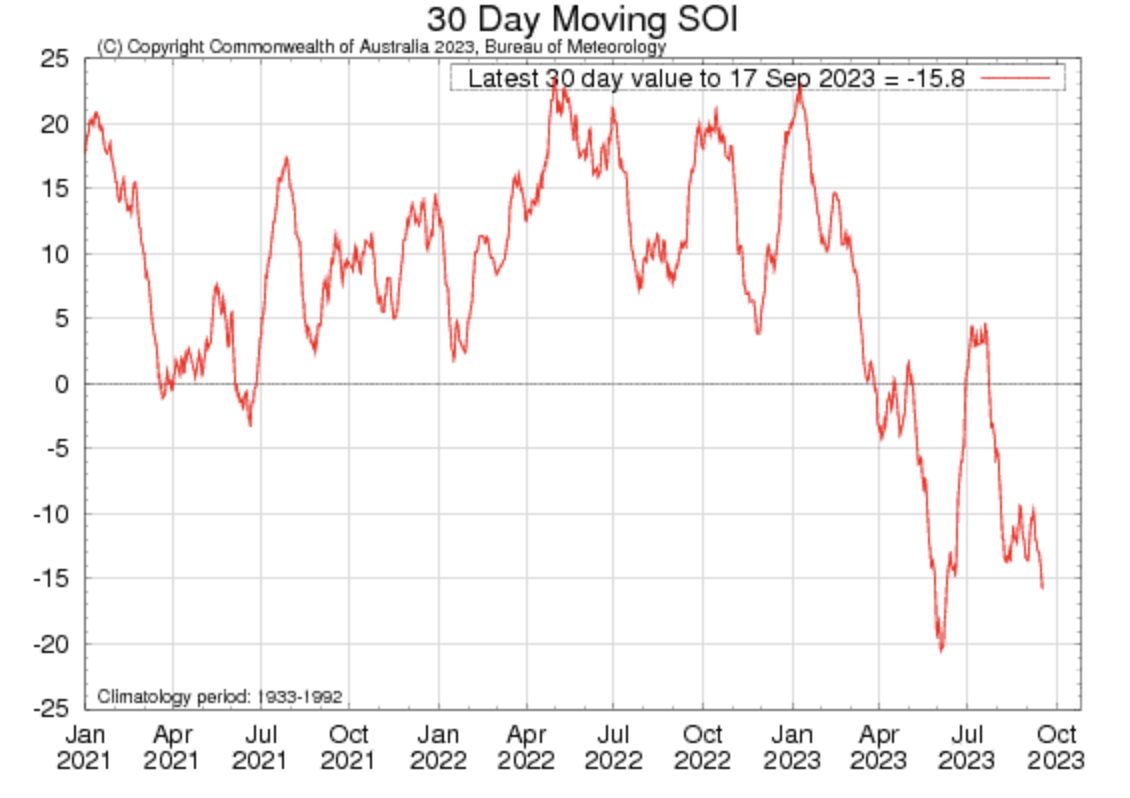 30 Day Moving SOI
(C) Copyright Commonwealth of Australia 2023, Bureau of Meteorology
Latest 30 day value to 17 Sep 2023 = -15.8
25
20
15
10
5
0
-5
-10
-15
-20
-25
Climatology period: 1933-1992
Jan Apr Jul Oct Jan Apr Jul Oct Jan Apr Jul Oct
2021 2021 2021 2021 2022 2022 2022 2022 2023 2023 2023 2023